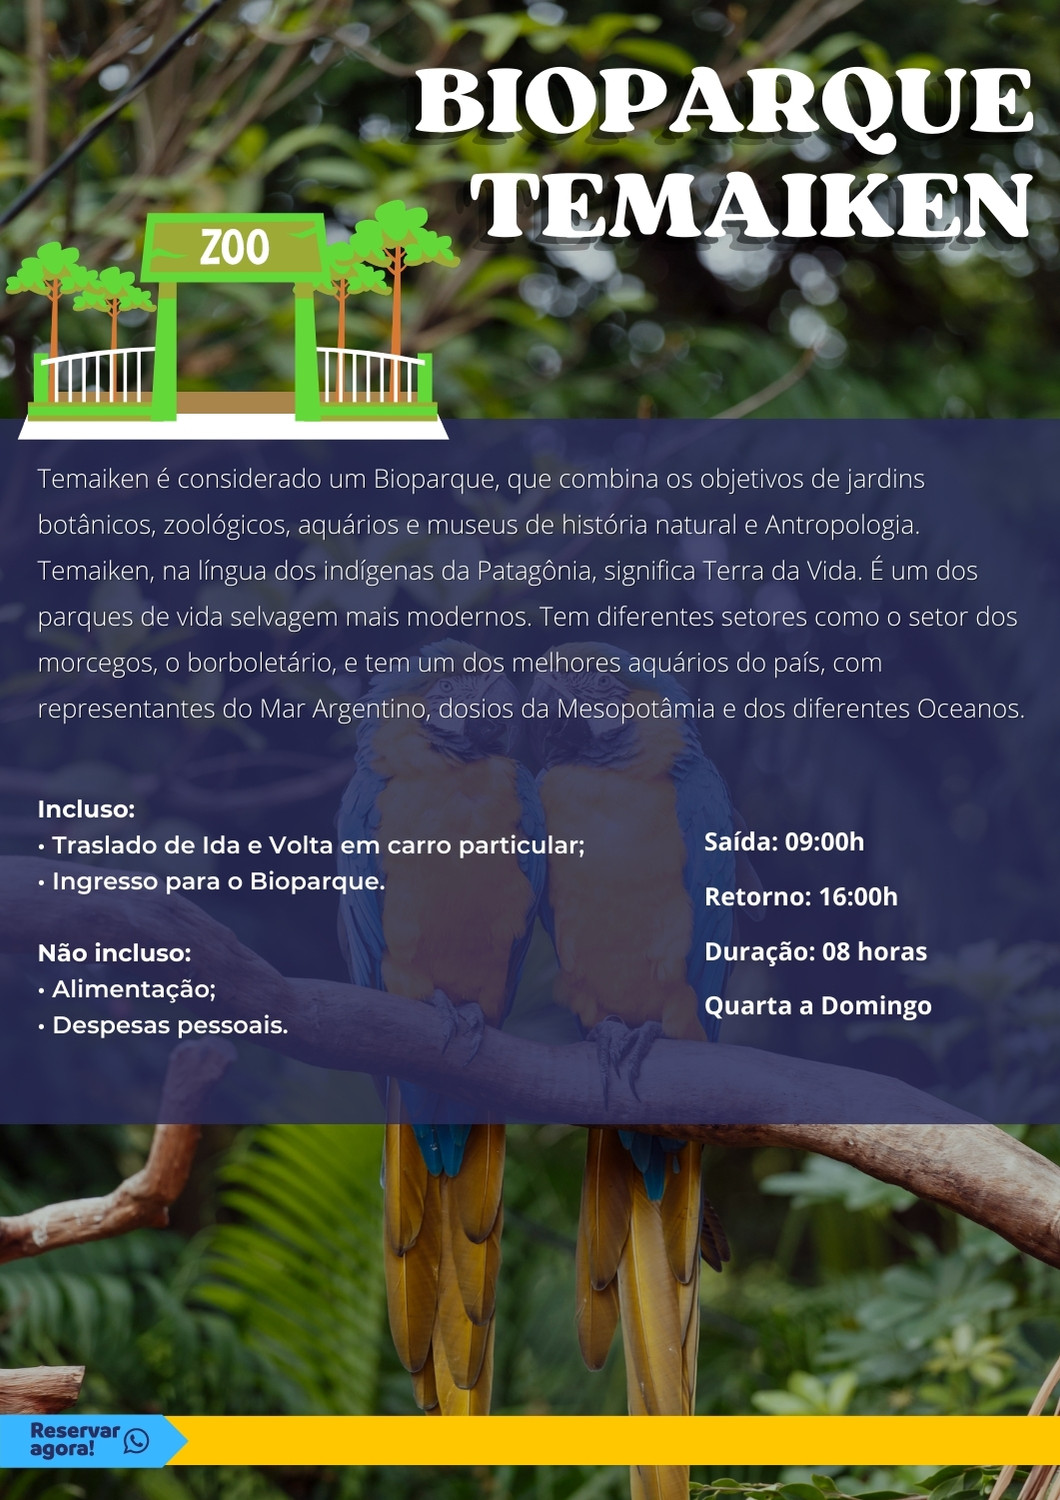 BIOPARQUE
TEMAIKEN
ZOO
Temaiken é considerado um Bioparque, que combina os objetivos de jardins
botânicos, zoológicos, aquários e museus de história natural e Antropologia.
Temaiken, na língua dos indígenas da Patagônia, significa Terra da Vida. É um dos
parques de vida selvagem mais modernos. Tem diferentes setores como o setor dos
morcegos, o borboletário, e tem um dos melhores aquários do país, com
representantes do Mar Argentino, dosios da Mesopotâmia e dos diferentes Oceanos.
Incluso:
• Traslado de Ida e Volta em carro particular;
• Ingresso para o Bioparque.
Não incluso:
• Alimentação;
• Despesas pessoais.
Saída: 09:00h
Retorno: 16:00h
Duração: 08 horas
Quarta a Domingo
Reservar
agora!